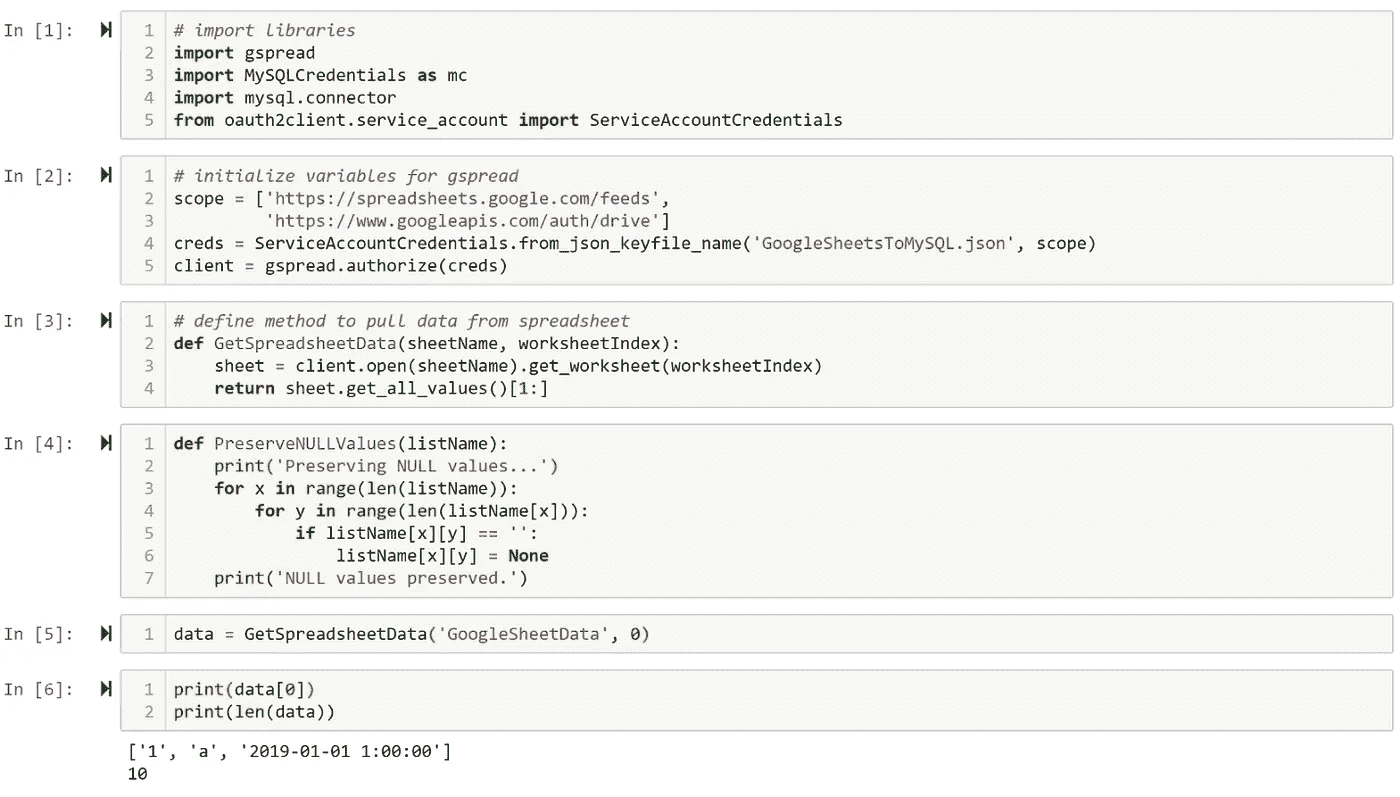 In [1]:
1 # import libraries
2 import gspread
3 import MySQLCredentials as mc
4 import mysql.connector
5 from oauth2client.service_account import ServiceAccountCredentials
In [2]:
1 # initialize variables for gspread
2 scope = ['https://spreadsheets.google.com/feeds',
3          'https://www.googleapis.com/auth/drive']
4 creds = ServiceAccountCredentials.from_json_keyfile_name('GoogleSheetsToMySQL.json', scope)
5 client = gspread.authorize(creds)
In [3]:
1 # define method to pull data from spreadsheet
2 def GetSpreadsheetData(sheetName, worksheetIndex):
3     sheet = client.open(sheetName).get_worksheet(worksheetIndex)
4     return sheet.get_all_values()[1:]
In [4]:
1 def PreserveNULLValues(listName):
2     print('Preserving NULL values...')
3     for x in range(len(listName)):
4         for y in range(len(listName[x])):
5             if listName[x][y] == '':
6                 listName[x][y] = None
7     print('NULL values preserved.')
In [5]:
1 data = GetSpreadsheetData('GoogleSheetData', 0)
In [6]:
1 print(data[0])
2 print(len(data))
['1', 'a', '2019-01-01 1:00:00']
10